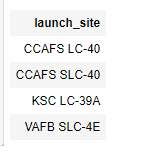 launch_site
CCAFS LC-40
CCAFS SLC-40
KSC LC-39A
VAFB SLC-4E